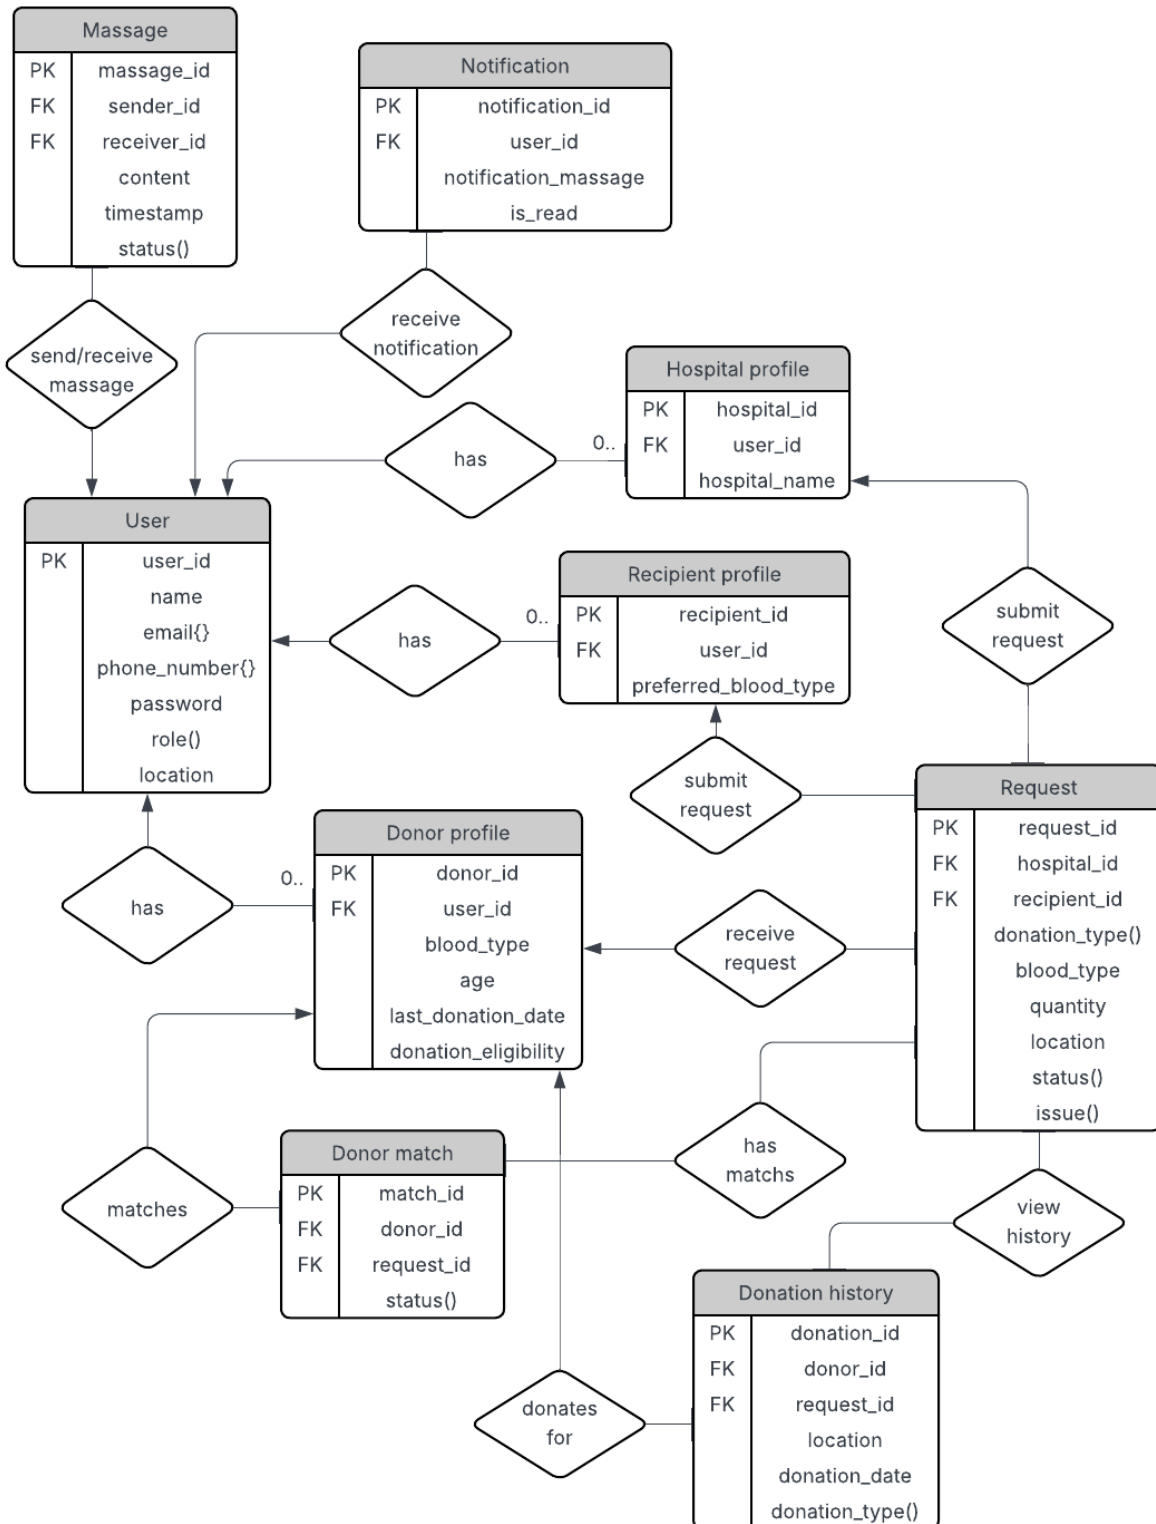 Massage
PK massage_id
FK sender_id
FK receiver_id
content
timestamp
status()
Notification
PK notification_id
FK user_id
notification_massage
is_read
send/receive
massage
receive
notification
Hospital profile
PK hospital_id
FK user_id
hospital_name
has
0..
User
PK user_id
name
email{}
phone_number{}
password
role()
location
Recipient profile
PK recipient_id
FK user_id
preferred_blood_type
has
0..
submit
request
submit
request
Request
PK request_id
FK hospital_id
FK recipient_id
donation_type()
blood_type
quantity
location
status()
issue()
Donor profile
PK donor_id
FK user_id
blood_type
age
last_donation_date
donation_eligibility
has
0..
receive
request
has
matchs
Donor match
PK match_id
FK donor_id
FK request_id
status()
matches
view
history
Donation history
PK donation_id
FK donor_id
FK request_id
location
donation_date
donation_type()
donates
for